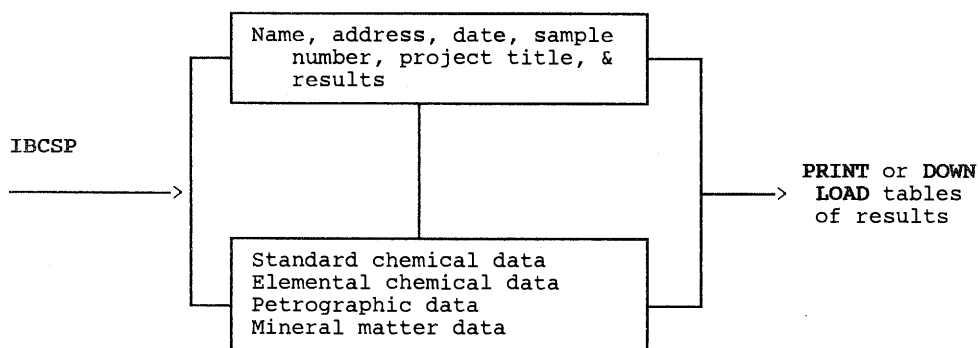 Name, address, date, sample
number, project title, &
results
IBCSP
PRINT or DOWN
LOAD tables
of results
Standard chemical data
Elemental chemical data
Petrographic data
Mineral matter data